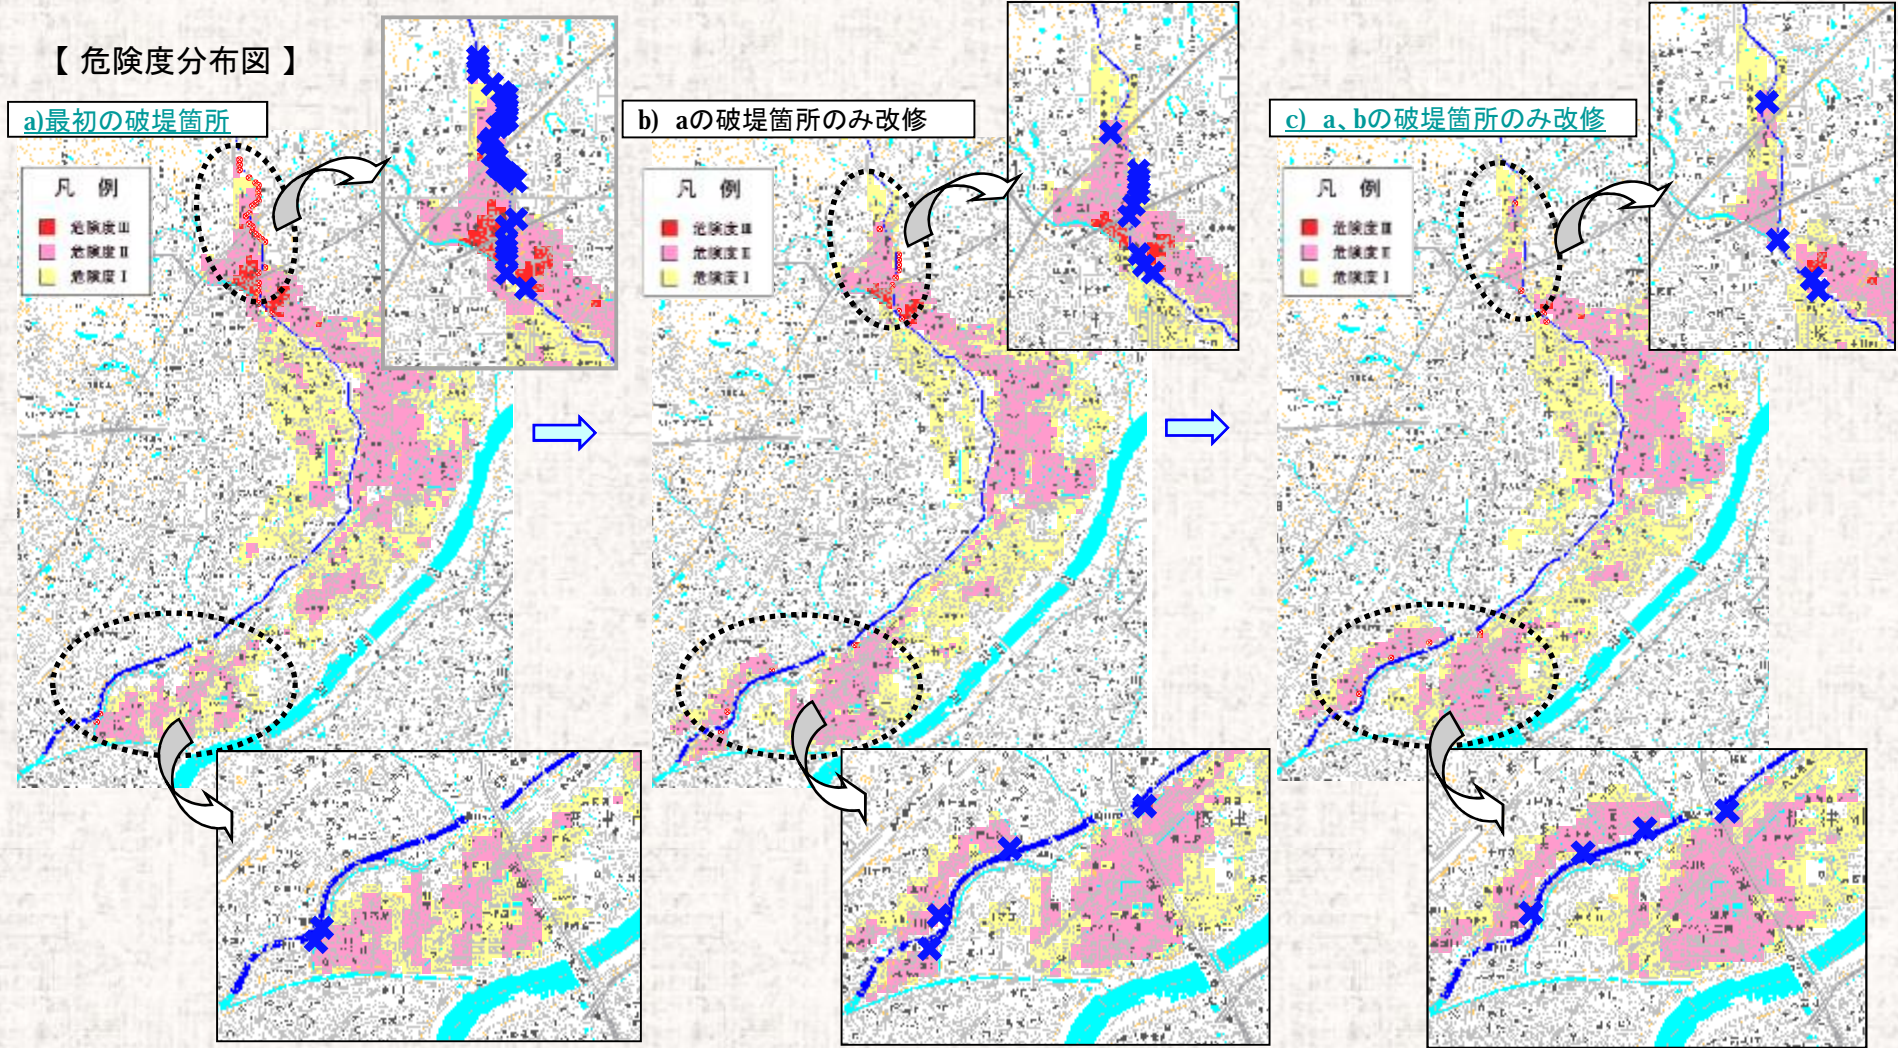 【 危険度分布図 】
a)最初の破堤箇所
b) aの破堤箇所のみ改修
c) a、bの破堤箇所のみ改修
凡 例
危険度Ⅲ
危険度Ⅱ
危険度Ⅰ
凡 例
危険度Ⅲ
危険度Ⅱ
危険度Ⅰ
凡 例
危険度Ⅲ
危険度Ⅱ
危険度Ⅰ